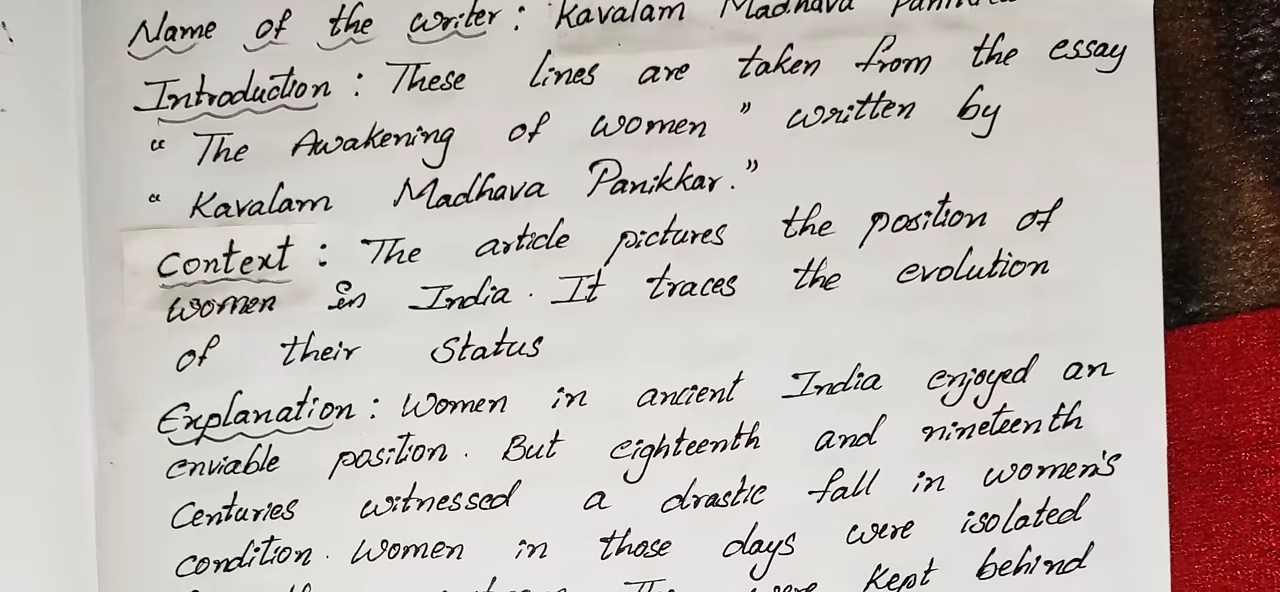 Name of the writer : Kavalam Madhava
Introduction : These lines are taken from the essay
“ The Awakening of women ” written by
“ Kavalam Madhava Panikkar.”
Context : The article pictures the position of
women in India. It traces the evolution
of their Status
Explanation : Women in ancient India enjoyed an
enviable position. But eighteenth and nineteenth
Centuries witnessed a drastic fall in women's
condition. Women in those days were isolated
kept behind